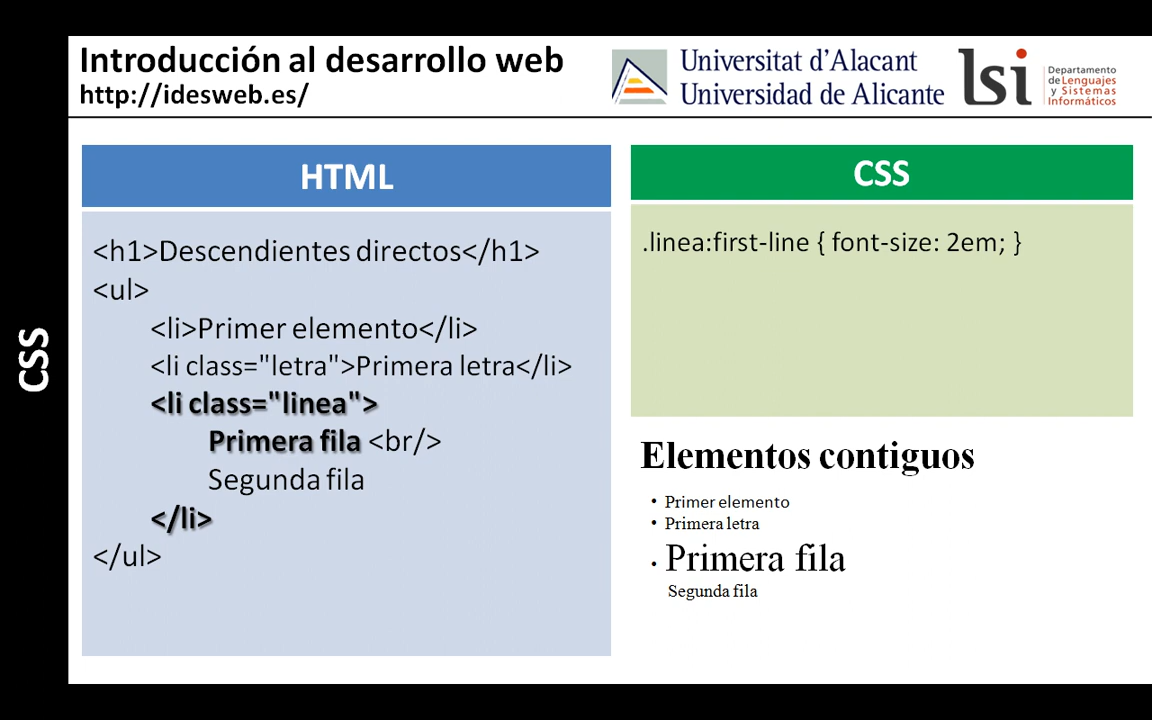 Introducción al desarrollo web
http://idesweb.es/
Universitat d'Alacant
Universidad de Alicante
lsi
Departamento
de Lenguajes
y Sistemas
Informáticos
CSS
HTML
<h1>Descendientes directos</h1>
<ul>
<li>Primer elemento</li>
<li class="letra">Primera letra</li>
<li class="linea">
Primera fila <br/>
Segunda fila
</li>
</ul>
CSS
.linea:first-line { font-size: 2em; }
Elementos contiguos
• Primer elemento
• Primera letra
• Primera fila
Segunda fila